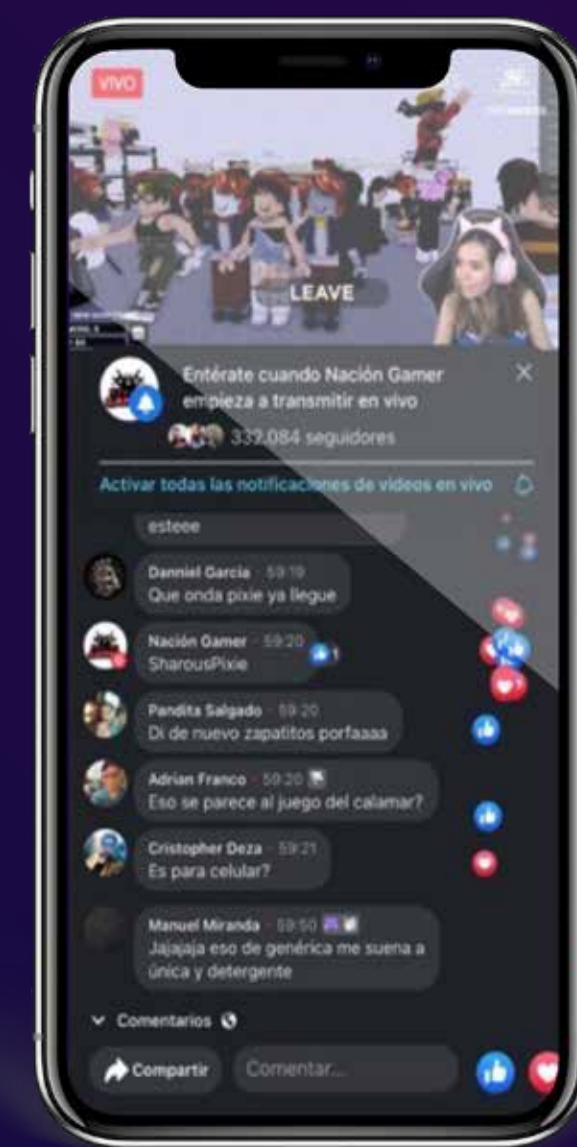 VIVO
LEAVE
Entérate cuando Nación Gamer
empieza a transmitir en vivo
332.084 seguidores
Activar todas las notificaciones de videos en vivo
esteee
Danniel Garcia · 59:19
Que onda pixie ya llegue
Nación Gamer · 59:20
SharousPixie
1
Pandita Salgado · 59:20
Di de nuevo zapatitos porfaaaa
Adrian Franco · 59:20
Eso se parece al juego del calamar?
Cristopher Deza · 59:21
Es para celular?
Manuel Miranda · 59:50
Jajajaja eso de genérica me suena a
única y detergente
Comentarios
Compartir
Comentar...